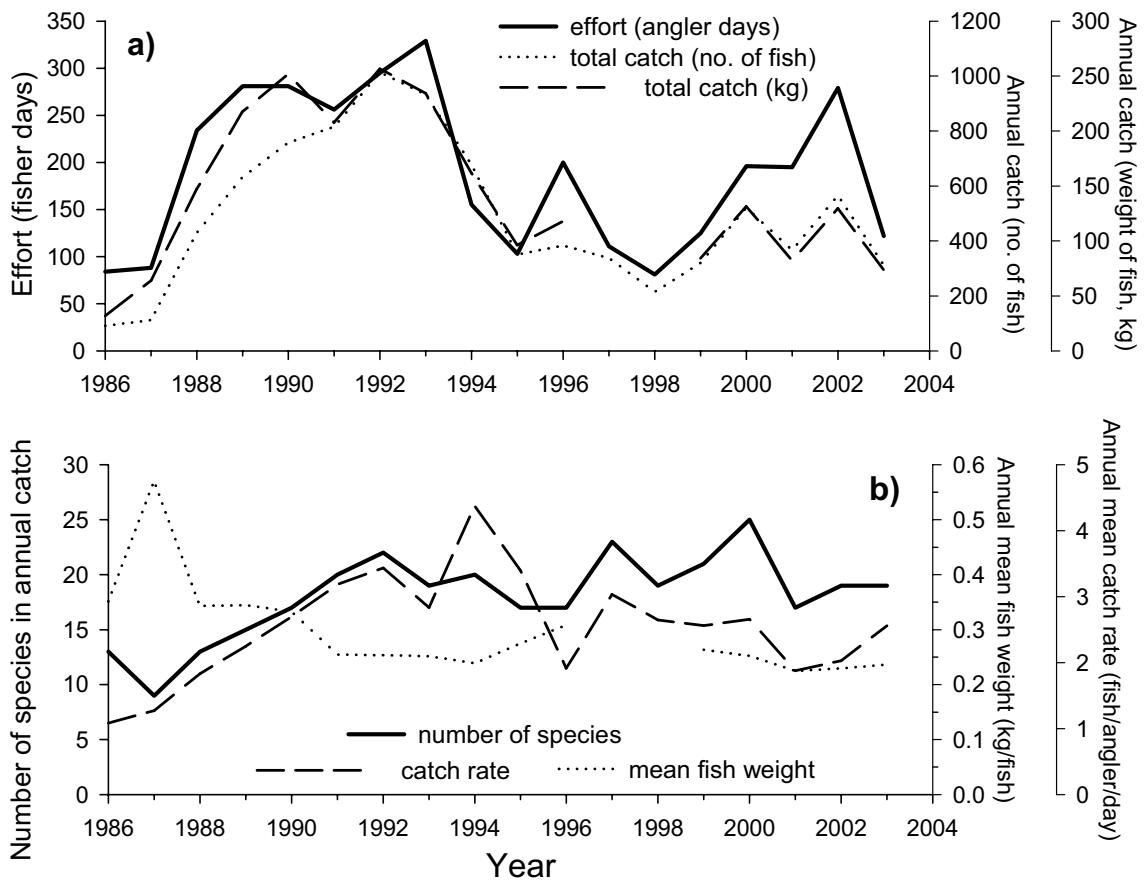 a)
effort (angler days)
total catch (no. of fish)
total catch (kg)
350
300
250
200
150
100
50
0
Effort (fisher days)
1200
1000
800
600
400
200
0
Annual catch (no. of fish)
300
250
200
150
100
50
0
Annual catch (weight of fish, kg)
1986 1988 1990 1992 1994 1996 1998 2000 2002 2004
b)
30
25
20
15
10
5
0
Number of species in annual catch
0.6
0.5
0.4
0.3
0.2
0.1
0.0
Annual mean fish weight (kg/fish)
5
4
3
2
1
0
Annual mean catch rate (fish/angler/day)
number of species
catch rate mean fish weight
1986 1988 1990 1992 1994 1996 1998 2000 2002 2004
Year